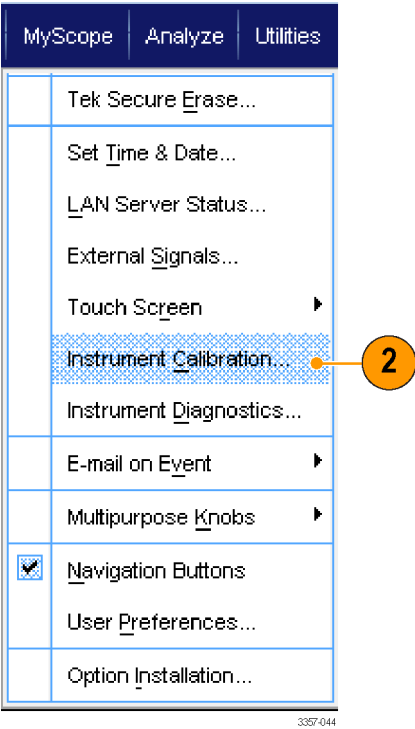 MyScope Analyze Utilities
Tek Secure Erase...
Set Time & Date...
LAN Server Status...
External Signals...
Touch Screen
Instrument Calibration...
2
Instrument Diagnostics...
E-mail on Event
Multipurpose Knobs
Navigation Buttons
User Preferences...
Option Installation...
3357-044